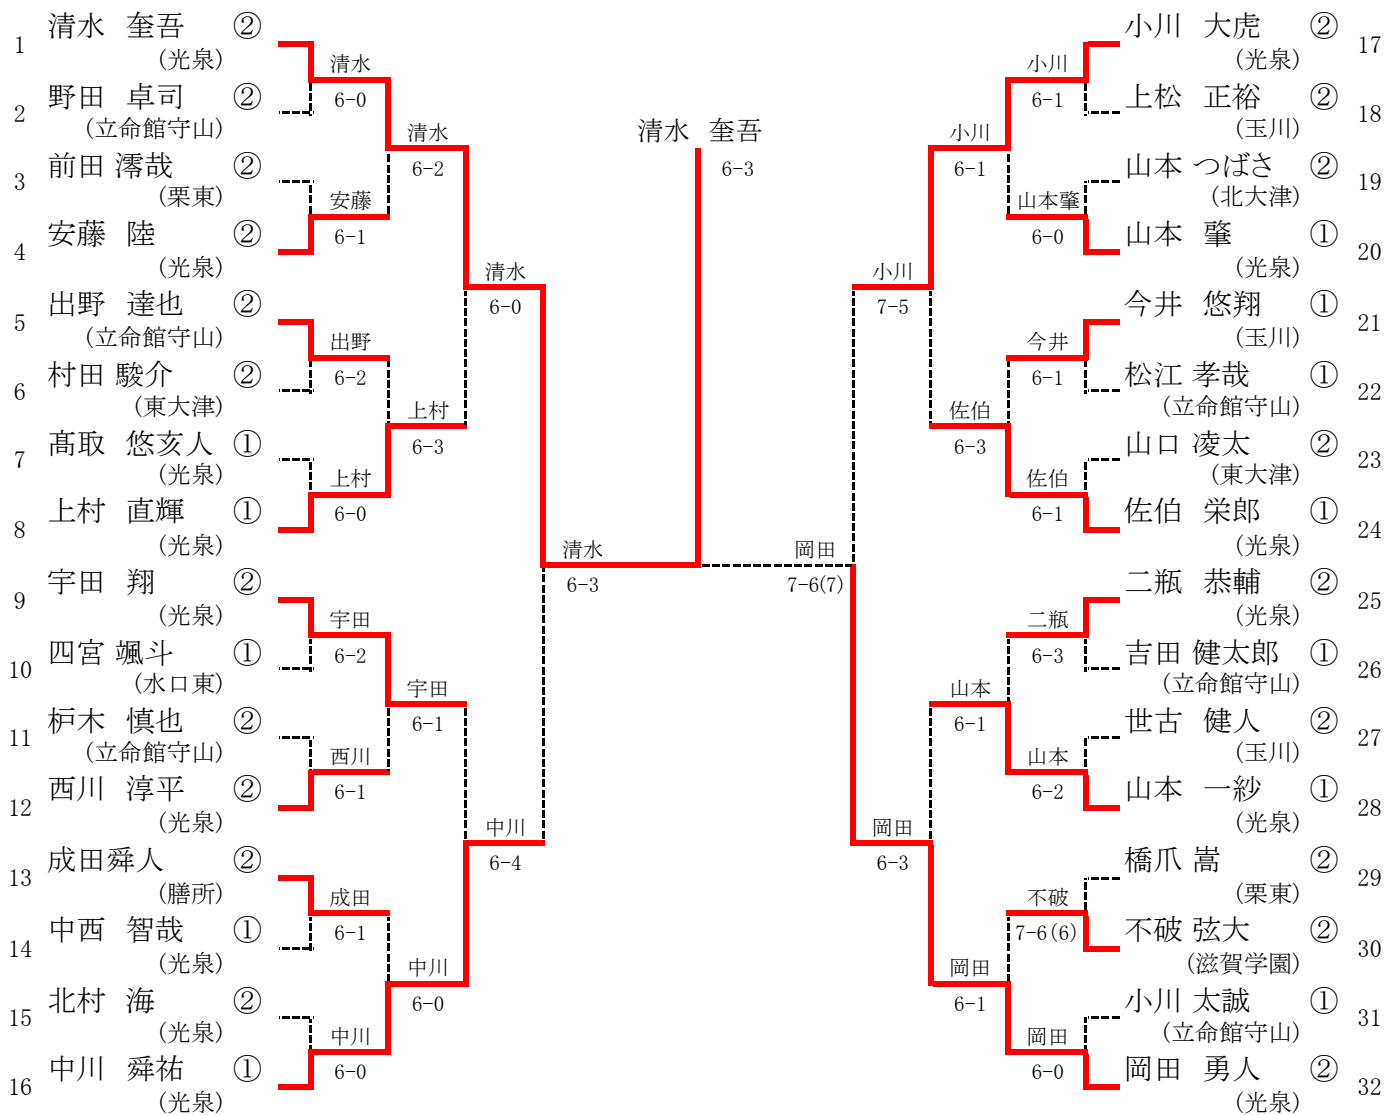 1 清水 奎吾 ②
(光泉)
2 野田 卓司 ②
(立命館守山)
3 前田 澪哉 ②
(栗東)
4 安藤 陸 ②
(光泉)
5 出野 達也 ②
(立命館守山)
6 村田 駿介 ②
(東大津)
7 髙取 悠亥人 ①
(光泉)
8 上村 直輝 ①
(光泉)
9 宇田 翔 ②
(光泉)
10 四宮 颯斗 ①
(水口東)
11 枦木 慎也 ②
(立命館守山)
12 西川 淳平 ②
(光泉)
13 成田舜人 ②
(膳所)
14 中西 智哉 ①
(光泉)
15 北村 海 ②
(光泉)
16 中川 舜祐 ①
(光泉)
清水
6-0
安藤
6-1
出野
6-2
上村
6-0
宇田
6-2
西川
6-1
成田
6-1
中川
6-0
清水
6-2
上村
6-3
宇田
6-1
中川
6-0
清水
6-0
中川
6-4
清水
6-3
清水 奎吾
6-3
岡田
7-6(7)
小川
7-5
岡田
6-3
小川
6-1
佐伯
6-3
山本
6-1
岡田
6-1
小川
6-1
山本肇
6-0
今井
6-1
佐伯
6-1
二瓶
6-3
山本
6-2
不破
7-6(6)
岡田
6-0
小川 大虎 ② 17
(光泉)
上松 正裕 ② 18
(玉川)
山本 つばさ ② 19
(北大津)
山本 肇 ① 20
(光泉)
今井 悠翔 ① 21
(玉川)
松江 孝哉 ① 22
(立命館守山)
山口 凌太 ② 23
(東大津)
佐伯 栄郎 ① 24
(光泉)
二瓶 恭輔 ② 25
(光泉)
吉田 健太郎 ① 26
(立命館守山)
世古 健人 ② 27
(玉川)
山本 一紗 ① 28
(光泉)
橋爪 嵩 ② 29
(栗東)
不破 弦大 ② 30
(滋賀学園)
小川 太誠 ① 31
(立命館守山)
岡田 勇人 ② 32
(光泉)